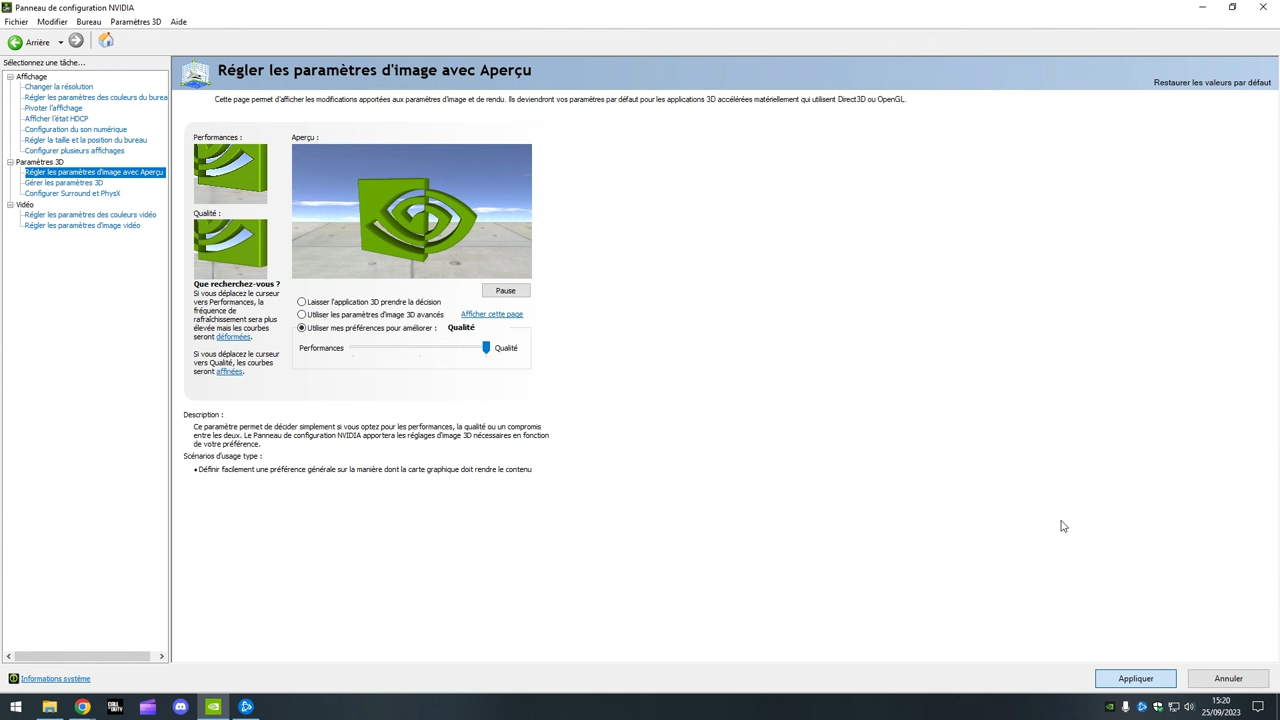 Panneau de configuration NVIDIA
Fichier Modifier Bureau Paramètres 3D Aide
Arrière
Sélectionnez une tâche...
Affichage
Changer la résolution
Régler les paramètres des couleurs du burea
Pivoter l'affichage
Afficher l'état HDCP
Configuration du son numérique
Régler la taille et la position du bureau
Configurer plusieurs affichages
Paramètres 3D
Régler les paramètres d'image avec Aperçu
Gérer les paramètres 3D
Configurer Surround et PhysX
Vidéo
Régler les paramètres des couleurs vidéo
Régler les paramètres d'image vidéo
Informations système
Régler les paramètres d'image avec Aperçu
Restaurer les valeurs par défaut
Cette page permet d'afficher les modifications apportées aux paramètres d'image et de rendu. Ils deviendront vos paramètres par défaut pour les applications 3D accélérées matériellement qui utilisent Direct3D ou OpenGL.
Performances :
Qualité :
Que recherchez-vous ?
Si vous déplacez le curseur
vers Performances, la
fréquence de
rafraîchissement sera plus
élevée mais les courbes
seront déformées.
Si vous déplacez le curseur
vers Qualité, les courbes
seront affinées.
Aperçu :
Pause
Laisser l'application 3D prendre la décision
Utiliser les paramètres d'image 3D avancés Afficher cette page
Utiliser mes préférences pour améliorer : Qualité
Performances Qualité
Description :
Ce paramètre permet de décider simplement si vous optez pour les performances, la qualité ou un compromis
entre les deux. Le Panneau de configuration NVIDIA apportera les réglages d'image 3D nécessaires en fonction
de votre préférence.
Scénarios d'usage type :
• Définir facilement une préférence générale sur la manière dont la carte graphique doit rendre le contenu
Appliquer Annuler
CALL OF DUTY
15:20
25/09/2023